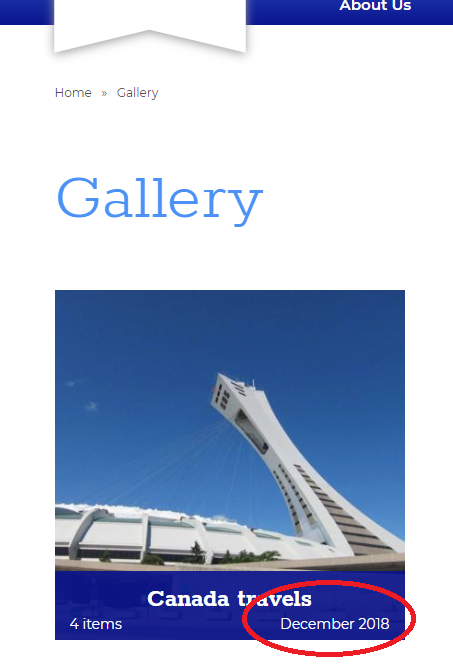 About Us
Home » Gallery
Gallery
Canada travels
4 items December 2018